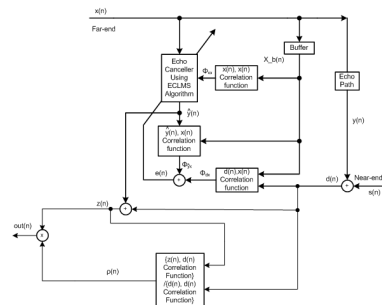 x(n)
Far-end
Buffer
X_b(n)
Echo
Canceller
Using
ECLMS
Algorithm
Φxx
x(n), x(n)
Correlation
function
Echo
Path
ŷ(n)
ŷ(n), x(n)
Correlation
function
y(n)
Φŷx
d(n),x(n)
Correlation
function
Φdx
e(n)
+
d(n)
+
Near-end
s(n)
z(n)
+
out(n)
x
ρ(n)
{z(n), d(n)
Correlation
Function}
/{d(n), d(n)
Correlation
Function}